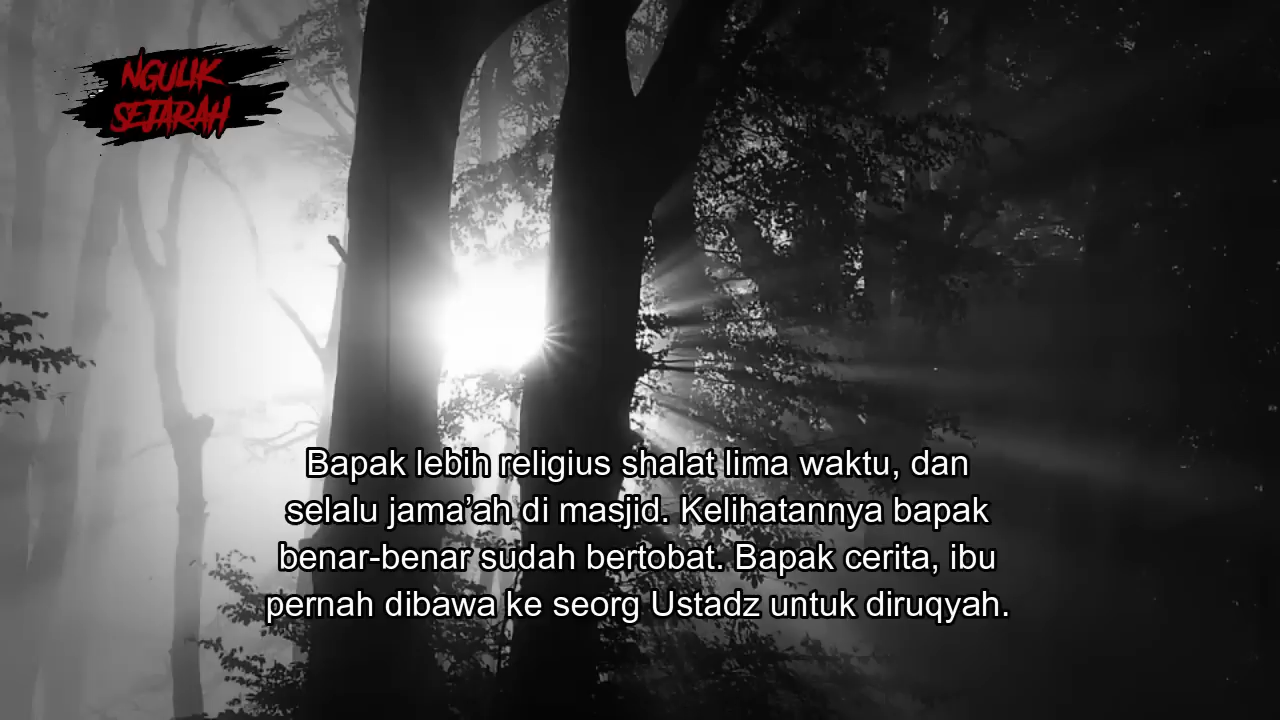 NGULIK
SEJARAH
Bapak lebih religius shalat lima waktu, dan
selalu jama’ah di masjid. Kelihatannya bapak
benar-benar sudah bertobat. Bapak cerita, ibu
pernah dibawa ke seorg Ustadz untuk diruqyah.